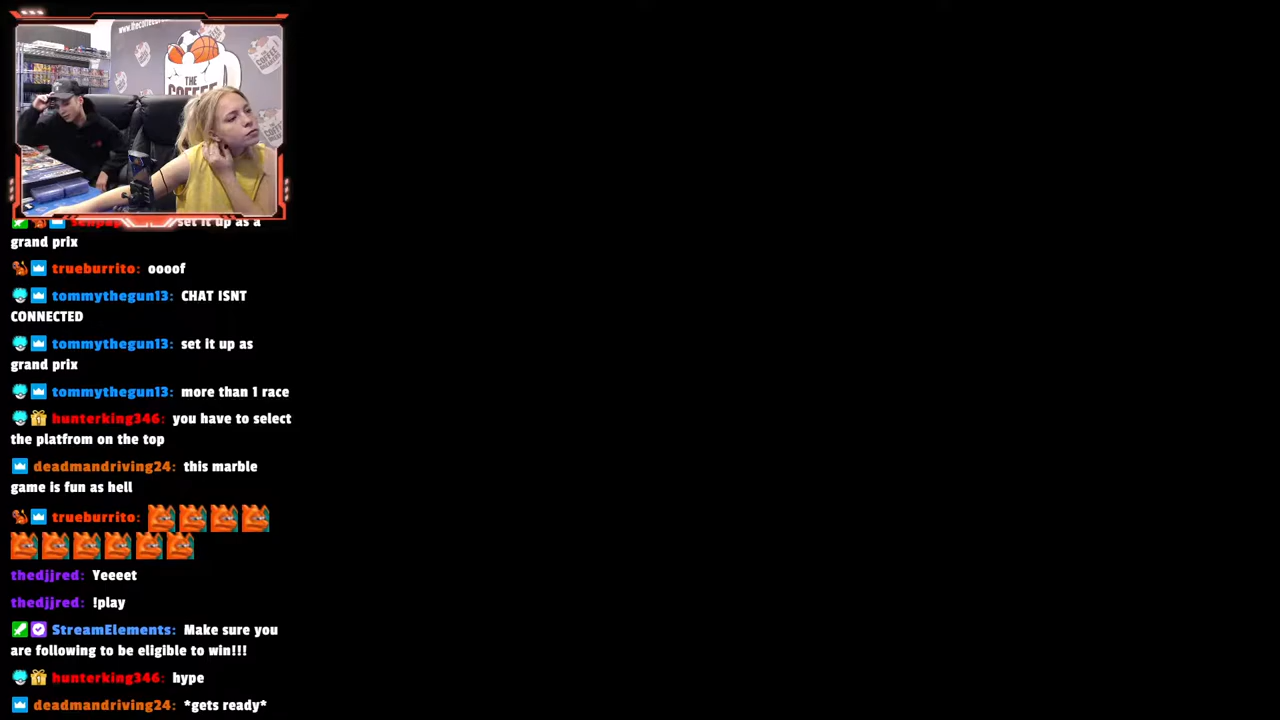 THE
COFFEE
set it up as a
grand prix
trueburrito: oooof
tommythegun13: CHAT ISNT
CONNECTED
tommythegun13: set it up as
grand prix
tommythegun13: more than 1 race
hunterking346: you have to select
the platfrom on the top
deadmandriving24: this marble
game is fun as hell
trueburrito:
thedjjred: Yeeeet
thedjjred: !play
StreamElements: Make sure you
are following to be eligible to win!!!
hunterking346: hype
deadmandriving24: *gets ready*